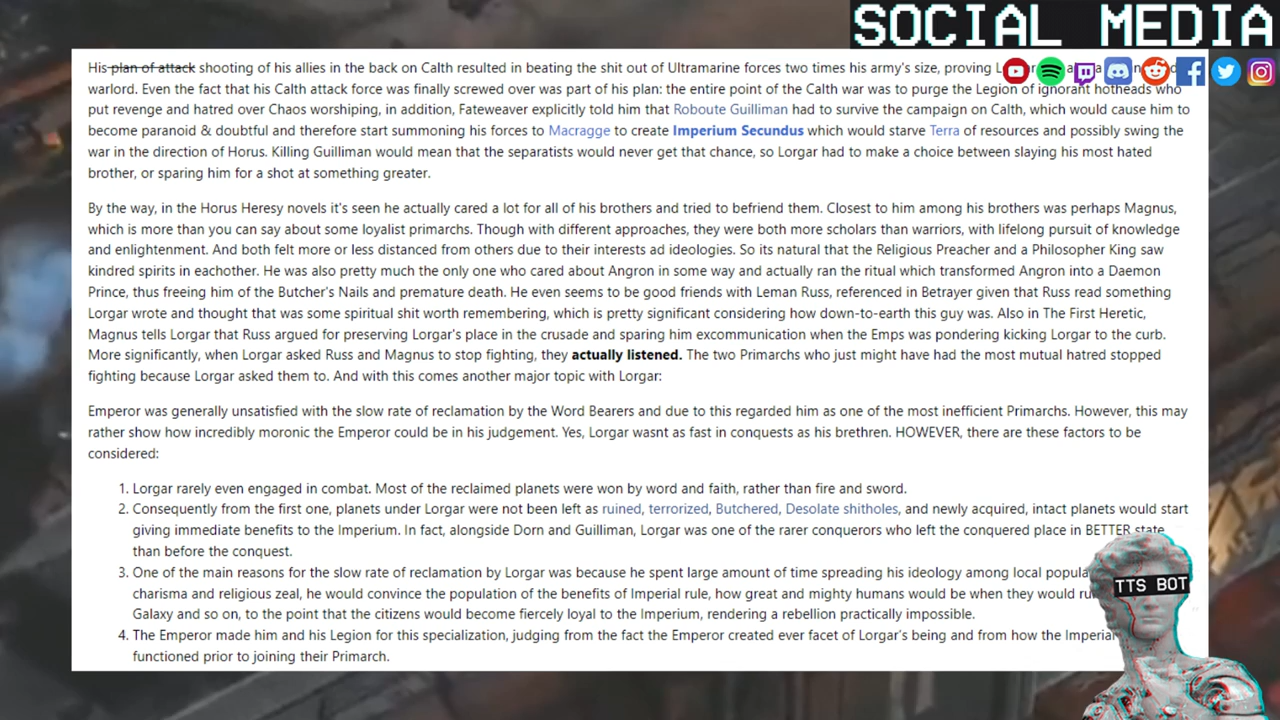 SOCIAL MEDIA
His plan of attack shooting of his allies in the back on Calth resulted in beating the shit out of Ultramarine forces two times his army's size, proving
warlord. Even the fact that his Calth attack force was finally screwed over was part of his plan: the entire point of the Calth war was to purge the Legion of ignorant hotheads who
put revenge and hatred over Chaos worshiping, in addition, Fateweaver explicitly told him that Roboute Guilliman had to survive the campaign on Calth, which would cause him to
become paranoid & doubtful and therefore start summoning his forces to Macragge to create Imperium Secundus which would starve Terra of resources and possibly swing the
war in the direction of Horus. Killing Guilliman would mean that the separatists would never get that chance, so Lorgar had to make a choice between slaying his most hated
brother, or sparing him for a shot at something greater.
By the way, in the Horus Heresy novels it's seen he actually cared a lot for all of his brothers and tried to befriend them. Closest to him among his brothers was perhaps Magnus,
which is more than you can say about some loyalist primarchs. Though with different approaches, they were both more scholars than warriors, with lifelong pursuit of knowledge
and enlightenment. And both felt more or less distanced from others due to their interests ad ideologies. So its natural that the Religious Preacher and a Philosopher King saw
kindred spirits in eachother. He was also pretty much the only one who cared about Angron in some way and actually ran the ritual which transformed Angron into a Daemon
Prince, thus freeing him of the Butcher's Nails and premature death. He even seems to be good friends with Leman Russ, referenced in Betrayer given that Russ read something
Lorgar wrote and thought that was some spiritual shit worth remembering, which is pretty significant considering how down-to-earth this guy was. Also in The First Heretic,
Magnus tells Lorgar that Russ argued for preserving Lorgar's place in the crusade and sparing him excommunication when the Emps was pondering kicking Lorgar to the curb.
More significantly, when Lorgar asked Russ and Magnus to stop fighting, they actually listened. The two Primarchs who just might have had the most mutual hatred stopped
fighting because Lorgar asked them to. And with this comes another major topic with Lorgar:
Emperor was generally unsatisfied with the slow rate of reclamation by the Word Bearers and due to this regarded him as one of the most inefficient Primarchs. However, this may
rather show how incredibly moronic the Emperor could be in his judgement. Yes, Lorgar wasnt as fast in conquests as his brethren. HOWEVER, there are these factors to be
considered:
1. Lorgar rarely even engaged in combat. Most of the reclaimed planets were won by word and faith, rather than fire and sword.
2. Consequently from the first one, planets under Lorgar were not been left as ruined, terrorized, Butchered, Desolate shitholes, and newly acquired, intact planets would start
giving immediate benefits to the Imperium. In fact, alongside Dorn and Guilliman, Lorgar was one of the rarer conquerors who left the conquered place in BETTER state
than before the conquest.
3. One of the main reasons for the slow rate of reclamation by Lorgar was because he spent large amount of time spreading his ideology among local
charisma and religious zeal, he would convince the population of the benefits of Imperial rule, how great and mighty humans would be when they would
Galaxy and so on, to the point that the citizens would become fiercely loyal to the Imperium, rendering a rebellion practically impossible.
4. The Emperor made him and his Legion for this specialization, judging from the fact the Emperor created ever facet of Lorgar's being and from how the Imperial
functioned prior to joining their Primarch.
TTS BOT